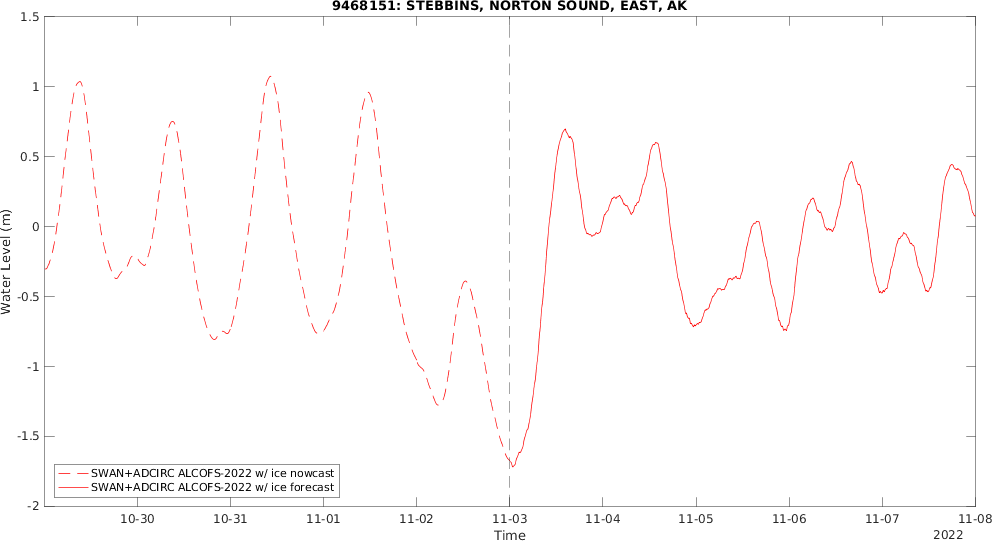 9468151: STEBBINS, NORTON SOUND, EAST, AK
Water Level (m)
1.5
1
0.5
0
-0.5
-1
-1.5
-2
SWAN+ADCIRC ALCOFS-2022 w/ ice nowcast
SWAN+ADCIRC ALCOFS-2022 w/ ice forecast
10-30 10-31 11-01 11-02 11-03 11-04 11-05 11-06 11-07 11-08
Time
2022